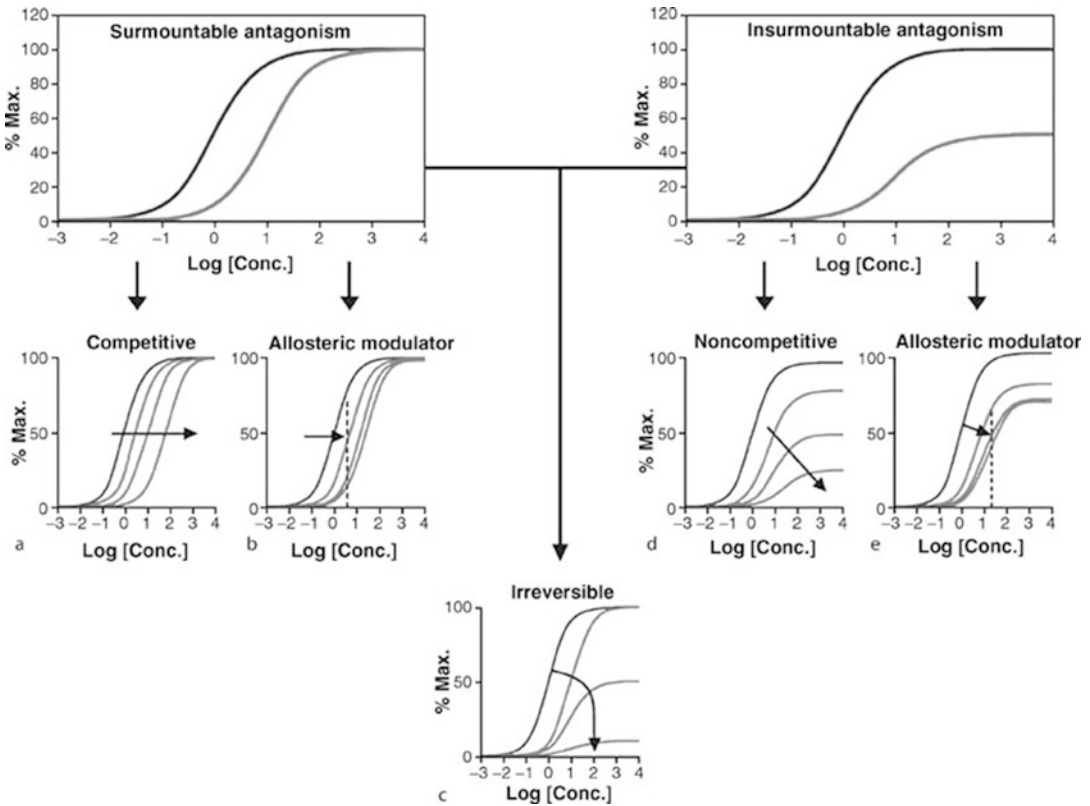 Surmountable antagonism
% Max.
120
100
80
60
40
20
0
−3 −2 −1 0 1 2 3 4
Log [Conc.]
Insurmountable antagonism
% Max.
120
100
80
60
40
20
0
−3 −2 −1 0 1 2 3 4
Log [Conc.]
Competitive
% Max.
100
50
0
−3 −2 −1 0 1 2 3 4
a
Log [Conc.]
Allosteric modulator
100
50
0
−3 −2 −1 0 1 2 3 4
b
Log [Conc.]
Noncompetitive
% Max.
100
50
0
−3 −2 −1 0 1 2 3 4
d
Log [Conc.]
Allosteric modulator
100
50
0
−3 −2 −1 0 1 2 3 4
e
Log [Conc.]
Irreversible
% Max.
100
50
0
−3 −2 −1 0 1 2 3 4
c
Log [Conc.]